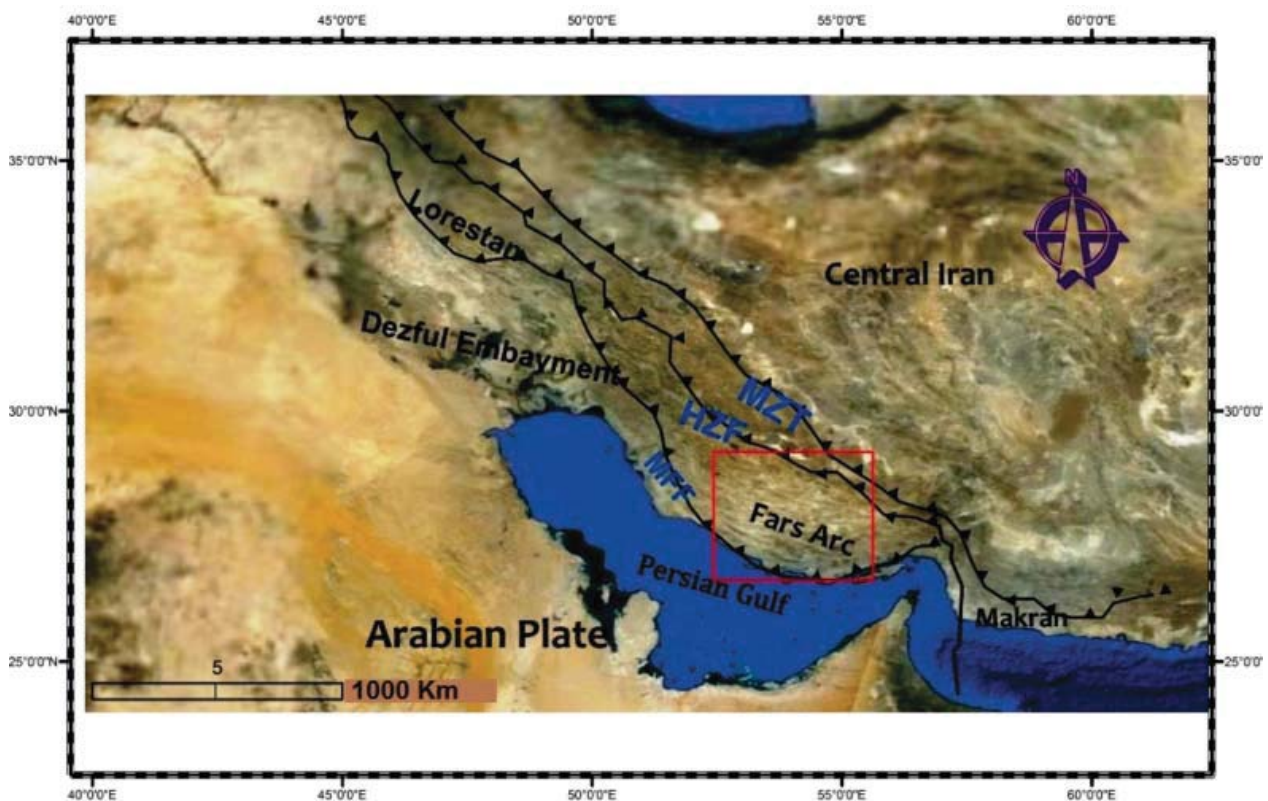 40°0'0"E 45°0'0"E 50°0'0"E 55°0'0"E 60°0'0"E
N
35°0'0"N 35°0'0"N
Lorestan
Central Iran
Dezful Embayment
MZT
30°0'0"N 30°0'0"N
HZF
MFF
Fars Arc
Persian Gulf
Makran
Arabian Plate
25°0'0"N 25°0'0"N
5
1000 Km
40°0'0"E 45°0'0"E 50°0'0"E 55°0'0"E 60°0'0"E